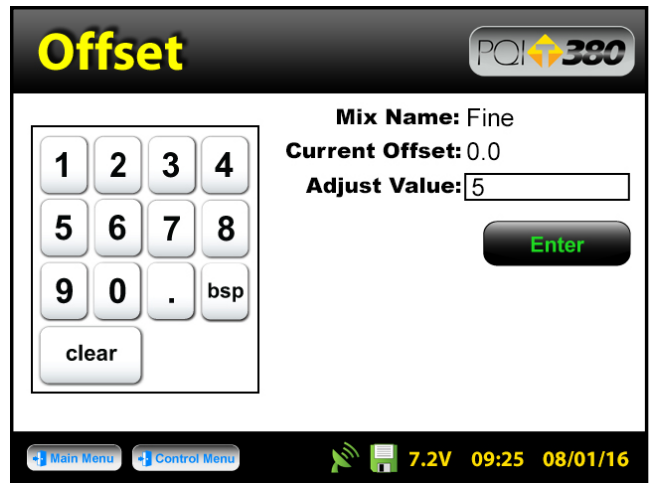 Offset
PQI T 380
Mix Name: Fine
Current Offset: 0.0
Adjust Value: 5
1 2 3 4
5 6 7 8
9 0 . bsp
clear
Enter
Main Menu Control Menu 7.2V 09:25 08/01/16